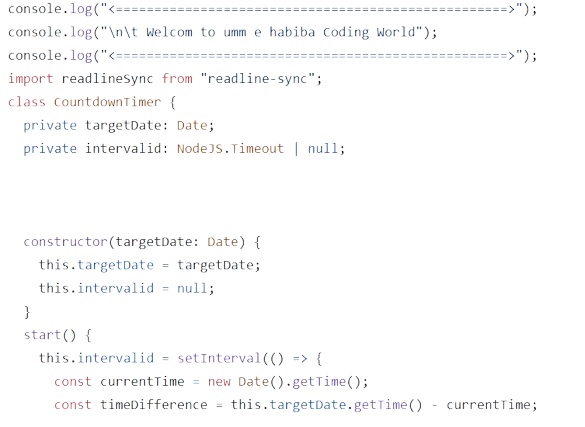 console.log("<===================================================>");
console.log("\n\t Welcom to umm e habiba Coding World");
console.log("<===================================================>");
import readlineSync from "readline-sync";
class CountdownTimer {
private targetDate: Date;
private intervalid: NodeJS.Timeout | null;
constructor(targetDate: Date) {
this.targetDate = targetDate;
this.intervalid = null;
}
start() {
this.intervalid = setInterval(() => {
const currentTime = new Date().getTime();
const timeDifference = this.targetDate.getTime() - currentTime;